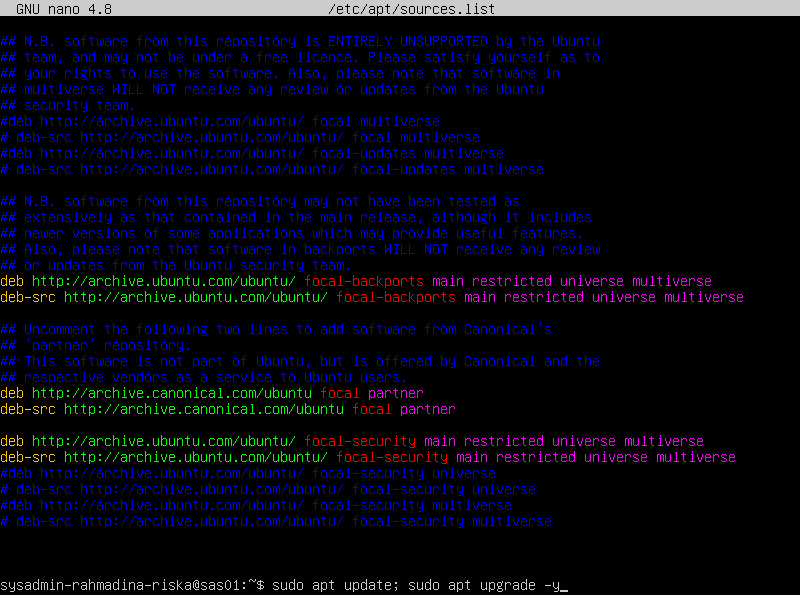 GNU nano 4.8 /etc/apt/sources.list
## N.B. software from this repository is ENTIRELY UNSUPPORTED by the Ubuntu
## team, and may not be under a free licence. Please satisfy yourself as to
## your rights to use the software. Also, please note that software in
## multiverse WILL NOT receive any review or updates from the Ubuntu
## security team.
#deb http://archive.ubuntu.com/ubuntu/ focal multiverse
# deb-src http://archive.ubuntu.com/ubuntu/ focal multiverse
#deb http://archive.ubuntu.com/ubuntu/ focal-updates multiverse
# deb-src http://archive.ubuntu.com/ubuntu/ focal-updates multiverse
## N.B. software from this repository may not have been tested as
## extensively as that contained in the main release, although it includes
## newer versions of some applications which may provide useful features.
## Also, please note that software in backports WILL NOT receive any review
## or updates from the Ubuntu security team.
deb http://archive.ubuntu.com/ubuntu/ focal-backports main restricted universe multiverse
deb-src http://archive.ubuntu.com/ubuntu/ focal-backports main restricted universe multiverse
## Uncomment the following two lines to add software from Canonical's
## 'partner' repository.
## This software is not part of Ubuntu, but is offered by Canonical and the
## respective vendors as a service to Ubuntu users.
deb http://archive.canonical.com/ubuntu focal partner
deb-src http://archive.canonical.com/ubuntu focal partner
deb http://archive.ubuntu.com/ubuntu/ focal-security main restricted universe multiverse
deb-src http://archive.ubuntu.com/ubuntu/ focal-security main restricted universe multiverse
#deb http://archive.ubuntu.com/ubuntu/ focal-security universe
# deb-src http://archive.ubuntu.com/ubuntu/ focal-security universe
#deb http://archive.ubuntu.com/ubuntu/ focal-security multiverse
# deb-src http://archive.ubuntu.com/ubuntu/ focal-security multiverse
sysadmin-rahmadina-riska@sas01:~$ sudo apt update; sudo apt upgrade -y_